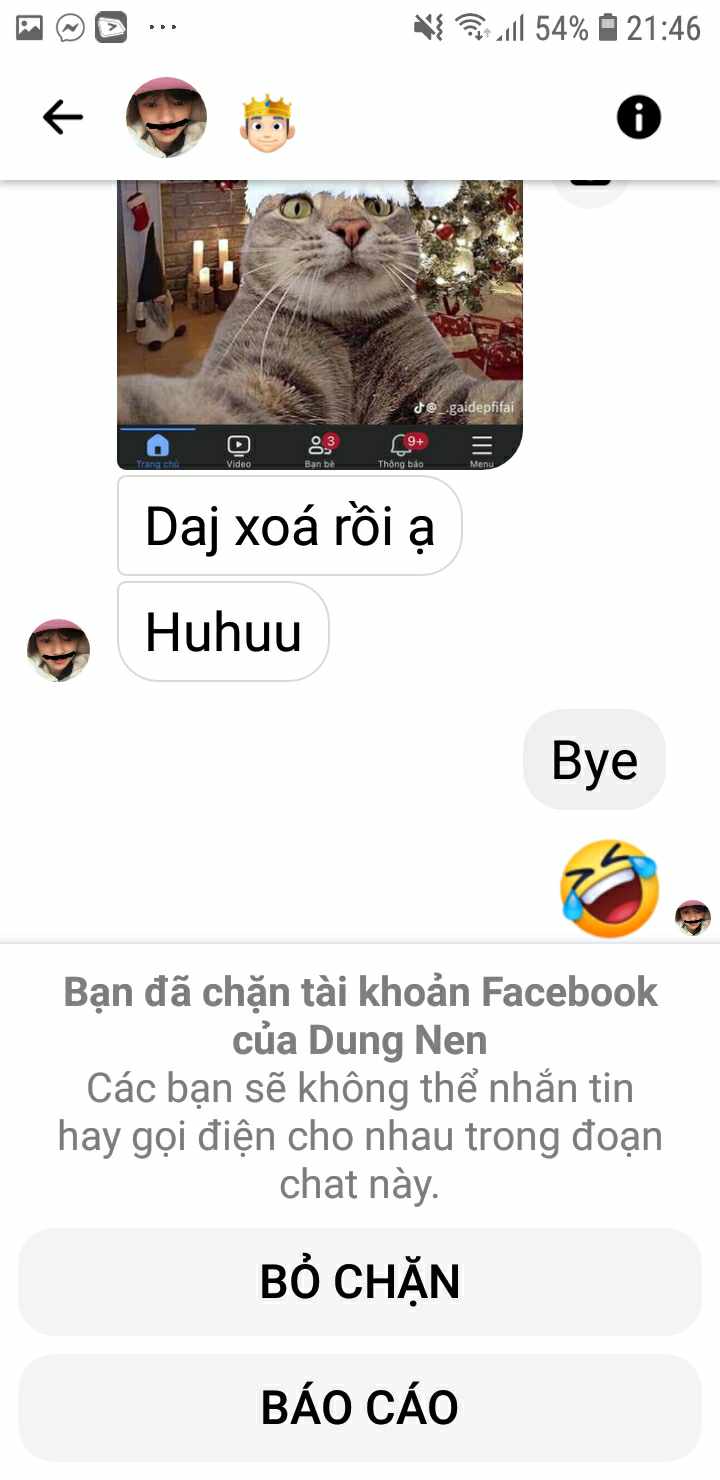 54% 21:46
@_.gaidepfifai
3 9+
Trang chủ Video Bạn bè Thông báo Menu
Daj xoá rồi ạ
Huhuu
Bye
Bạn đã chặn tài khoản Facebook
của Dung Nen
Các bạn sẽ không thể nhắn tin
hay gọi điện cho nhau trong đoạn
chat này.
BỎ CHẶN
BÁO CÁO